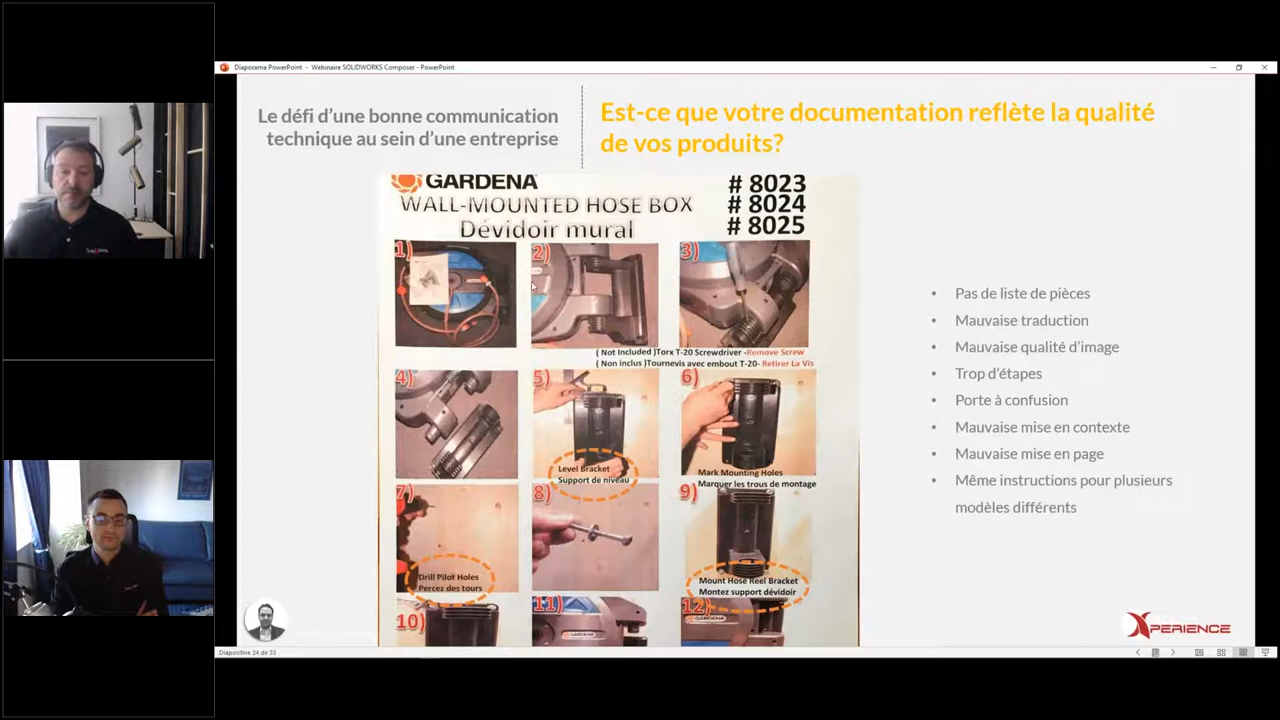 Diaporama PowerPoint - Webinaire SOLIDWORKS Composer - PowerPoint
Le défi d'une bonne communication
technique au sein d'une entreprise
Est-ce que votre documentation reflète la qualité
de vos produits?
GARDENA
WALL-MOUNTED HOSE BOX
Dévidoir mural
# 8023
# 8024
# 8025
1)
2)
3)
( Not Included )Torx T-20 Screwdriver -Remove Screw
( Non inclus )Tournevis avec embout T-20- Retirer La Vis
4)
5)
6)
Level Bracket
Support de niveau
Mark Mounting Holes
Marquer les trous de montage
7)
8)
9)
Drill Pilot Holes
Percez des tours
Mount Hose Reel Bracket
Montez support dévidoir
10)
11)
12)
GARDENA
GARDENA
• Pas de liste de pièces
• Mauvaise traduction
• Mauvaise qualité d'image
• Trop d'étapes
• Porte à confusion
• Mauvaise mise en contexte
• Mauvaise mise en page
• Même instructions pour plusieurs
modèles différents
XPERIENCE
Diapositive 24 de 33